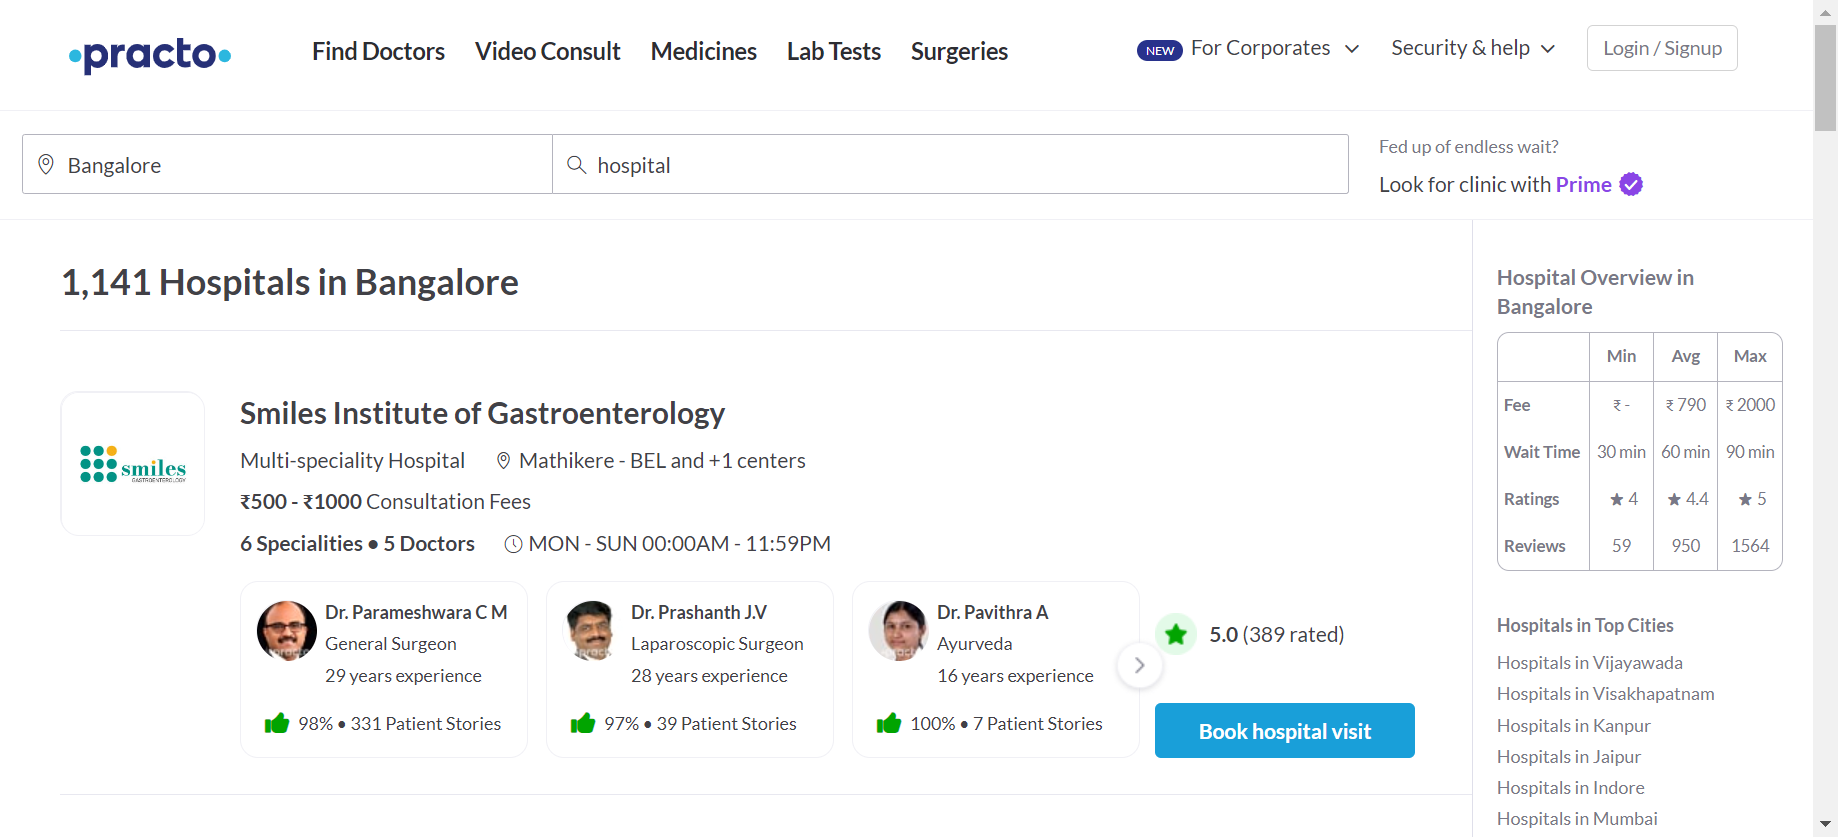 practo
Find Doctors
Video Consult
Medicines
Lab Tests
Surgeries
NEW For Corporates
Security & help
Login / Signup
Bangalore
hospital
Fed up of endless wait?
Look for clinic with Prime
1,141 Hospitals in Bangalore
smiles
GASTROENTEROLOGY
Smiles Institute of Gastroenterology
Multi-speciality Hospital
Mathikere - BEL and +1 centers
₹500 - ₹1000 Consultation Fees
6 Specialities • 5 Doctors
MON - SUN 00:00AM - 11:59PM
practo
Dr. Parameshwara C M
General Surgeon
29 years experience
98% • 331 Patient Stories
practo
Dr. Prashanth J.V
Laparoscopic Surgeon
28 years experience
97% • 39 Patient Stories
practo
Dr. Pavithra A
Ayurveda
16 years experience
100% • 7 Patient Stories
5.0 (389 rated)
Book hospital visit
Hospital Overview in
Bangalore
Min Avg Max
Fee ₹ - ₹ 790 ₹ 2000
Wait Time 30 min 60 min 90 min
Ratings ★ 4 ★ 4.4 ★ 5
Reviews 59 950 1564
Hospitals in Top Cities
Hospitals in Vijayawada
Hospitals in Visakhapatnam
Hospitals in Kanpur
Hospitals in Jaipur
Hospitals in Indore
Hospitals in Mumbai